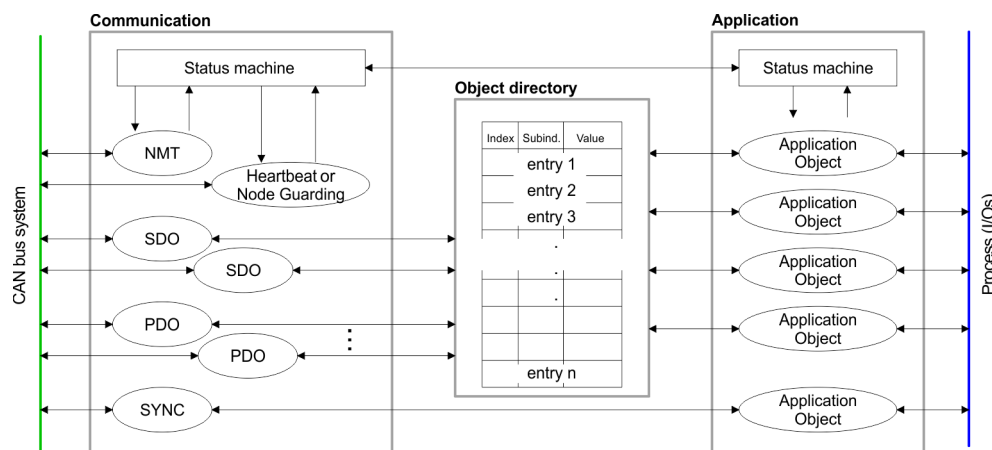 Communication
Application
Status machine
Status machine
Object directory
Index Subind. Value
NMT
entry 1
Application
Object
Heartbeat or
Node Guarding
entry 2
entry 3
Application
Object
SDO
SDO
Application
Object
PDO
PDO
Application
Object
entry n
SYNC
Application
Object
CAN bus system
Process (I/Os)